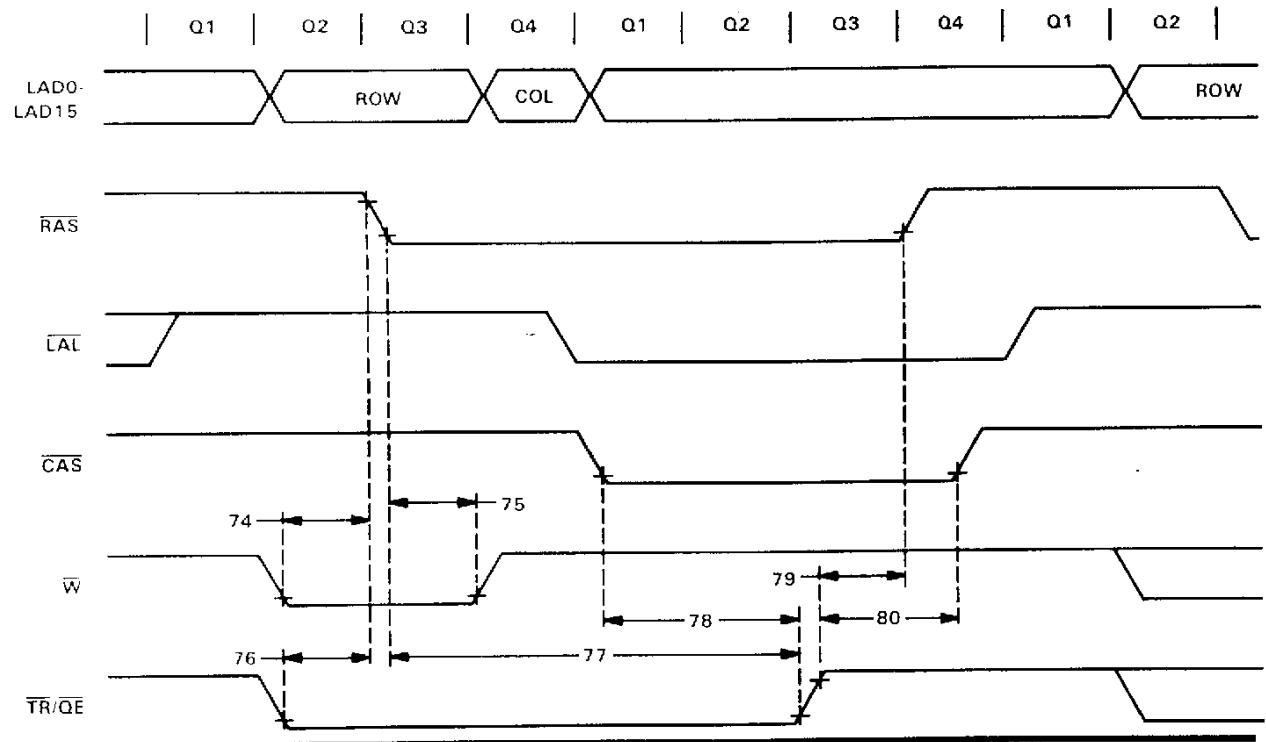 Q1 Q2 Q3 Q4 Q1 Q2 Q3 Q4 Q1 Q2
LAD0-
LAD15
ROW COL ROW
RAS
LAL
CAS
75
74
W
79
78 80
76 77
TR/QE